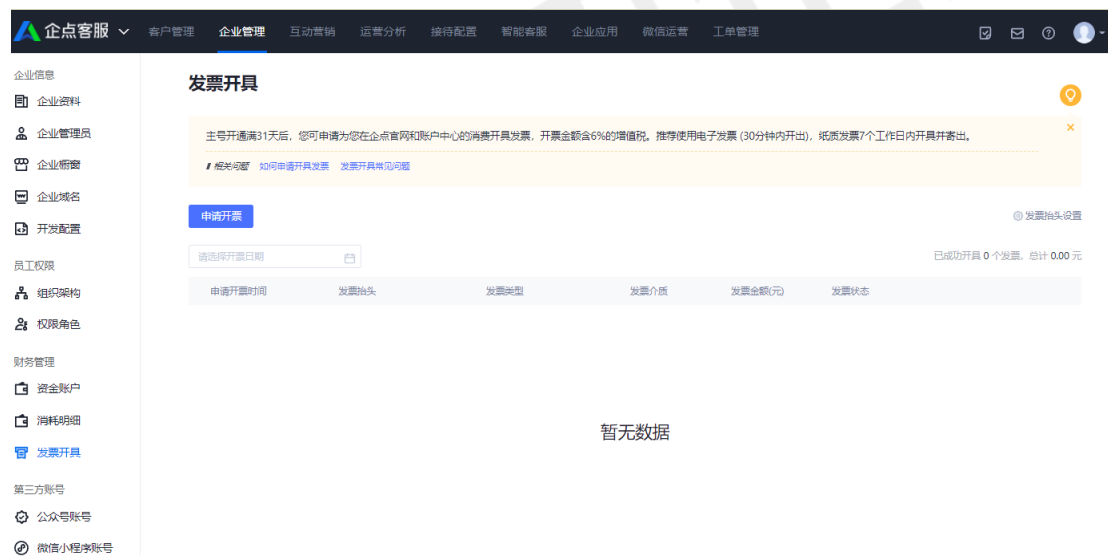 企点客服 客户管理 企业管理 互动营销 运营分析 接待配置 智能客服 企业应用 微信运营 工单管理
企业信息
企业资料
企业管理员
企业橱窗
企业域名
开发配置
员工权限
组织架构
权限角色
财务管理
资金账户
消耗明细
发票开具
第三方账号
公众号账号
微信小程序账号
发票开具
主号开通满31天后，您可申请为您在企点官网和账户中心的消费开具发票，开票金额含6%的增值税。推荐使用电子发票 (30分钟内开出)，纸质发票7个工作日内开具并寄出。
相关问题 如何申请开具发票 发票开具常见问题
申请开票 发票抬头设置
请选择开票日期 已成功开具 0 个发票，总计 0.00 元
申请开票时间 发票抬头 发票类型 发票介质 发票金额(元) 发票状态
暂无数据